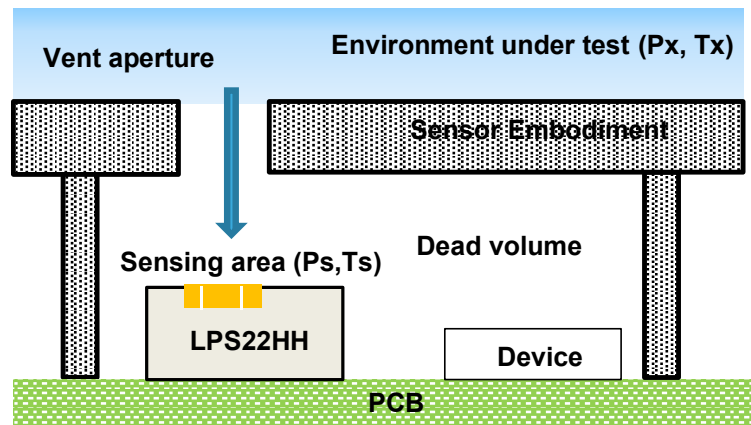 Vent aperture
Environment under test (Px, Tx)
Sensor Embodiment
Sensing area (Ps,Ts)
Dead volume
LPS22HH
Device
PCB